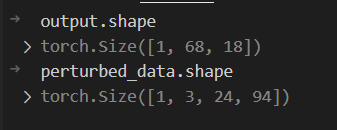 → output.shape
> torch.Size([1, 68, 18])
→ perturbed_data.shape
> torch.Size([1, 3, 24, 94])